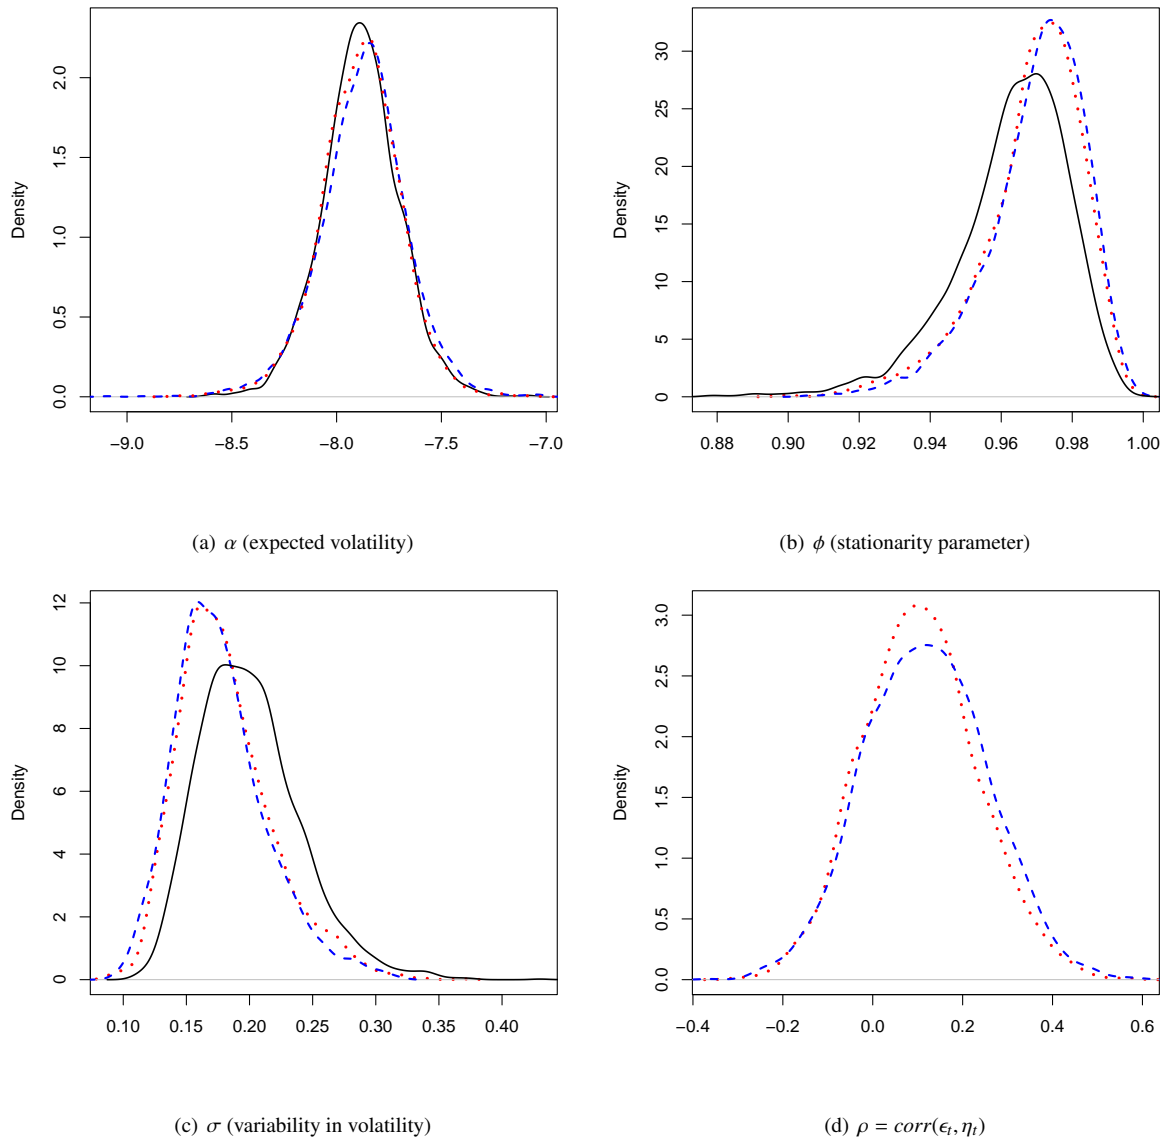 Density
0.0 0.5 1.0 1.5 2.0
−9.0 −8.5 −8.0 −7.5 −7.0
(a) α (expected volatility)
Density
0 5 10 15 20 25 30
0.88 0.90 0.92 0.94 0.96 0.98 1.00
(b) ϕ (stationarity parameter)
Density
0 2 4 6 8 10 12
0.10 0.15 0.20 0.25 0.30 0.35 0.40
(c) σ (variability in volatility)
Density
0.0 0.5 1.0 1.5 2.0 2.5 3.0
−0.4 −0.2 0.0 0.2 0.4 0.6
(d) ρ = corr(ϵₜ, ηₜ)